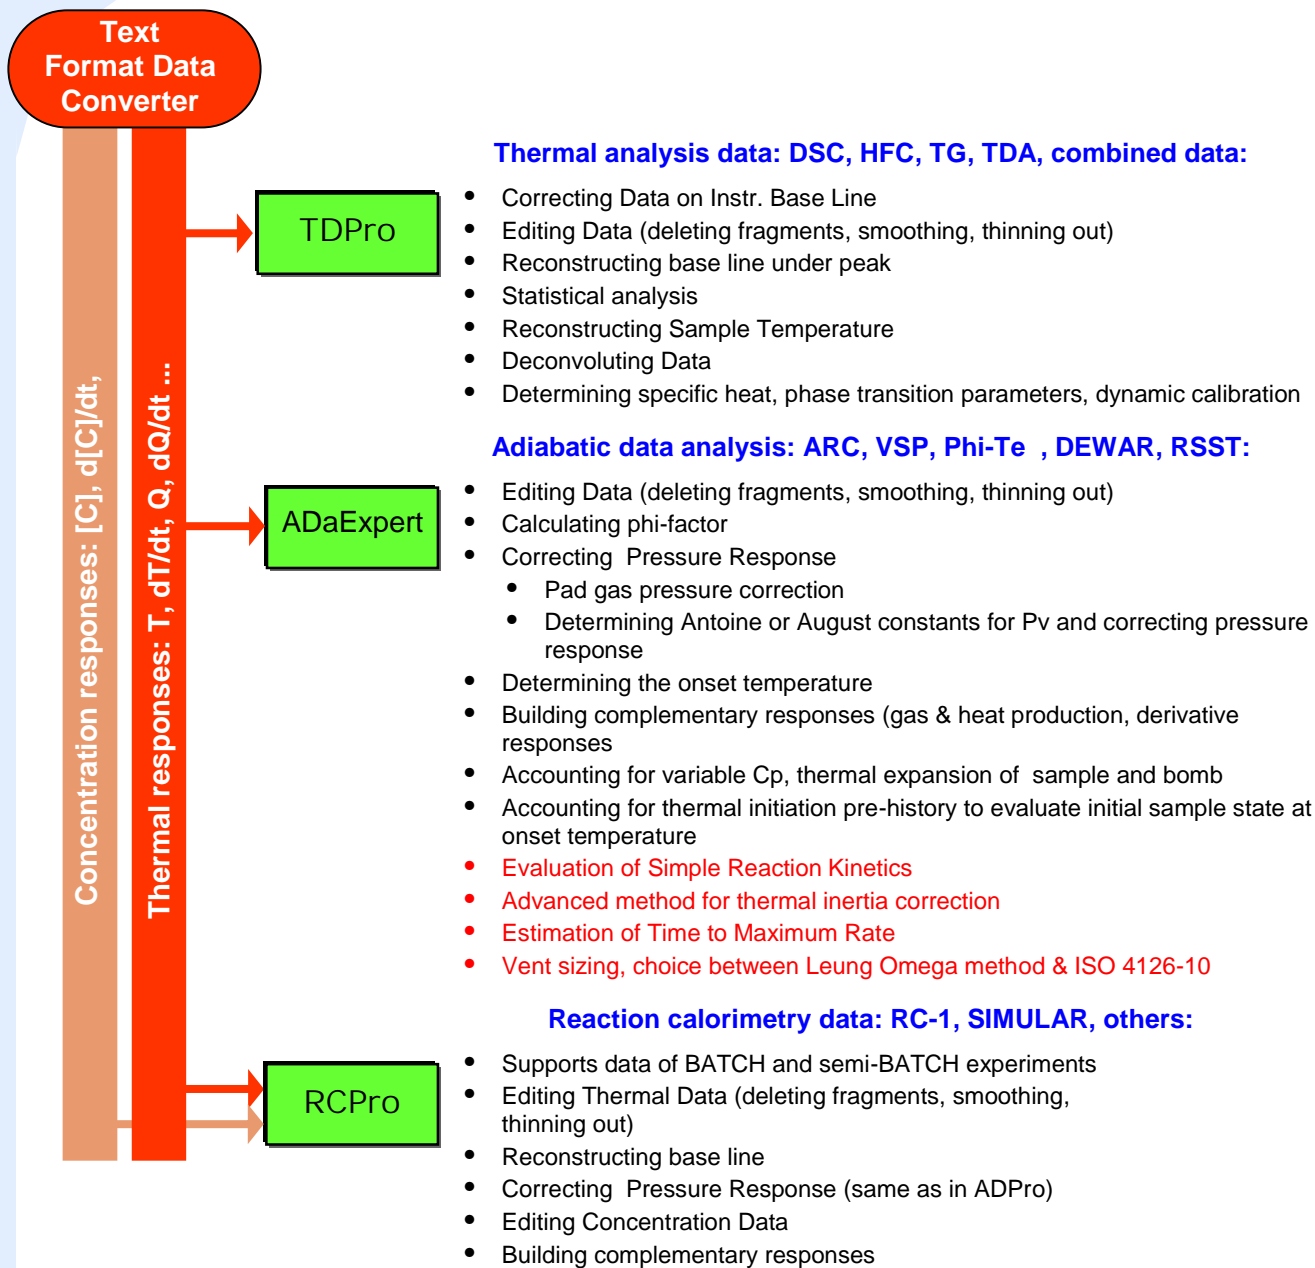 Text
Format Data
Converter
Concentration responses: [C], d[C]/dt,
Thermal responses: T, dT/dt, Q, dQ/dt ...
Thermal analysis data: DSC, HFC, TG, TDA, combined data:
TDPro
• Correcting Data on Instr. Base Line
• Editing Data (deleting fragments, smoothing, thinning out)
• Reconstructing base line under peak
• Statistical analysis
• Reconstructing Sample Temperature
• Deconvoluting Data
• Determining specific heat, phase transition parameters, dynamic calibration
Adiabatic data analysis: ARC, VSP, Phi-Te , DEWAR, RSST:
ADaExpert
• Editing Data (deleting fragments, smoothing, thinning out)
• Calculating phi-factor
• Correcting Pressure Response
• Pad gas pressure correction
• Determining Antoine or August constants for Pv and correcting pressure
response
• Determining the onset temperature
• Building complementary responses (gas & heat production, derivative
responses
• Accounting for variable Cp, thermal expansion of sample and bomb
• Accounting for thermal initiation pre-history to evaluate initial sample state at
onset temperature
• Evaluation of Simple Reaction Kinetics
• Advanced method for thermal inertia correction
• Estimation of Time to Maximum Rate
• Vent sizing, choice between Leung Omega method & ISO 4126-10
Reaction calorimetry data: RC-1, SIMULAR, others:
RCPro
• Supports data of BATCH and semi-BATCH experiments
• Editing Thermal Data (deleting fragments, smoothing,
thinning out)
• Reconstructing base line
• Correcting Pressure Response (same as in ADPro)
• Editing Concentration Data
• Building complementary responses